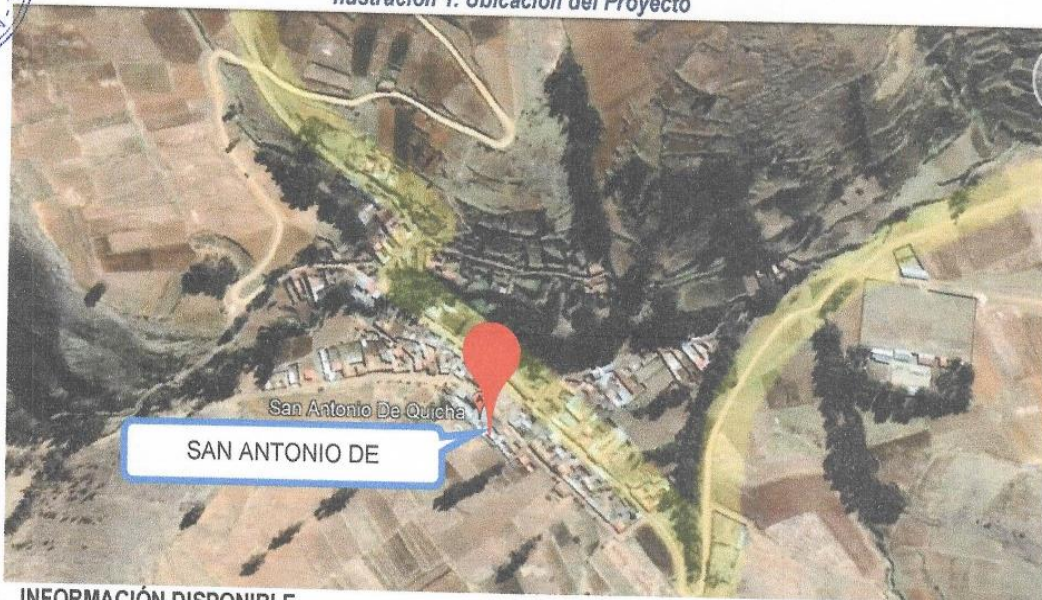 Ilustración 1. Ubicación del Proyecto
San Antonio De Quicha
SAN ANTONIO DE
INFORMACIÓN DISPONIBLE